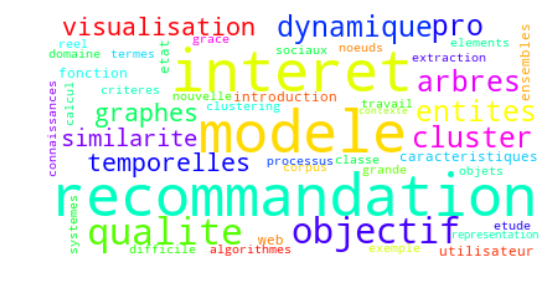 visualisation dynamique pro
reel grace etat sociaux noeuds elements
domaine termes extraction ensembles
fonction interet arbres
connaissances calcul criteres nouvelle introduction
clustering travail entites
graphes contexte
similarite modele cluster
temporelles processus classe caracteristiques
corpus grande objets
recommandation
systemes qualite objectif etude
web representation
difficile algorithmes exemple utilisateur